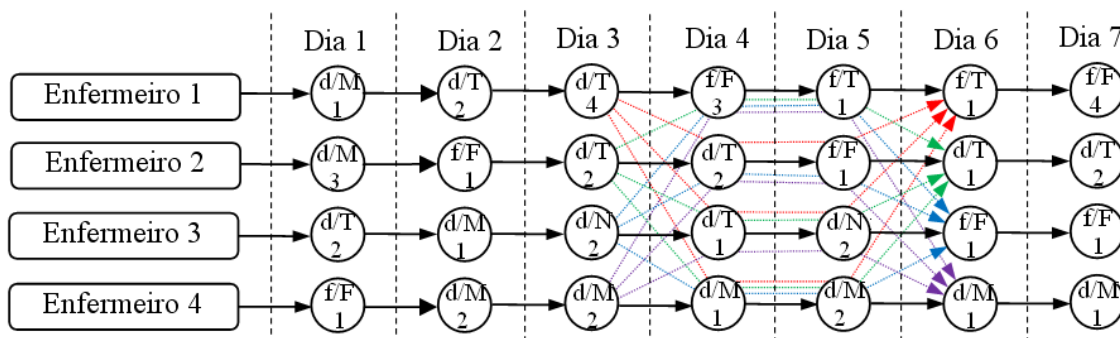 Dia 1 Dia 2 Dia 3 Dia 4 Dia 5 Dia 6 Dia 7
Enfermeiro 1 d/M 1 d/T 2 d/T 4 f/F 3 f/T 1 f/T 1 f/F 4
Enfermeiro 2 d/M 3 f/F 1 d/T 2 d/T 2 f/F 1 d/T 1 d/T 2
Enfermeiro 3 d/T 2 d/M 1 d/N 2 d/T 1 d/N 2 f/F 1 f/F 1
Enfermeiro 4 f/F 1 d/M 2 d/M 2 d/M 1 d/M 2 d/M 1 d/M 1